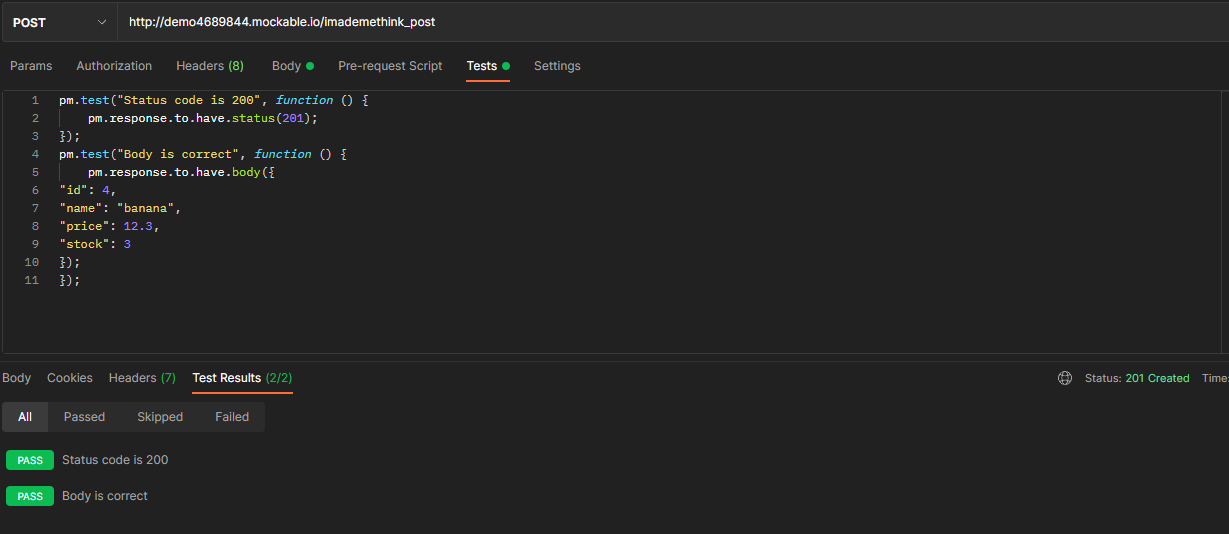 POST http://demo4689844.mockable.io/imademethink_post
Params Authorization Headers (8) Body Pre-request Script Tests Settings
1 pm.test("Status code is 200", function () {
2 pm.response.to.have.status(201);
3 });
4 pm.test("Body is correct", function () {
5 pm.response.to.have.body({
6 "id": 4,
7 "name": "banana",
8 "price": 12.3,
9 "stock": 3
10 });
11 });
Body Cookies Headers (7) Test Results (2/2) Status: 201 Created Time:
All Passed Skipped Failed
PASS Status code is 200
PASS Body is correct